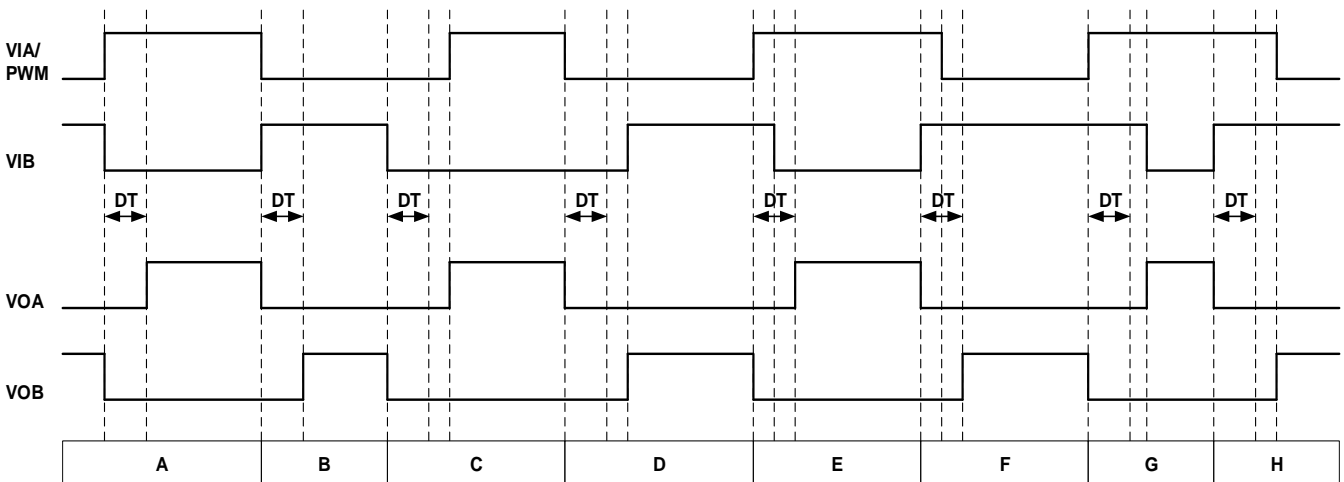 VIA/
PWM
VIB
DT DT DT DT DT DT DT DT
VOA
VOB
A B C D E F G H